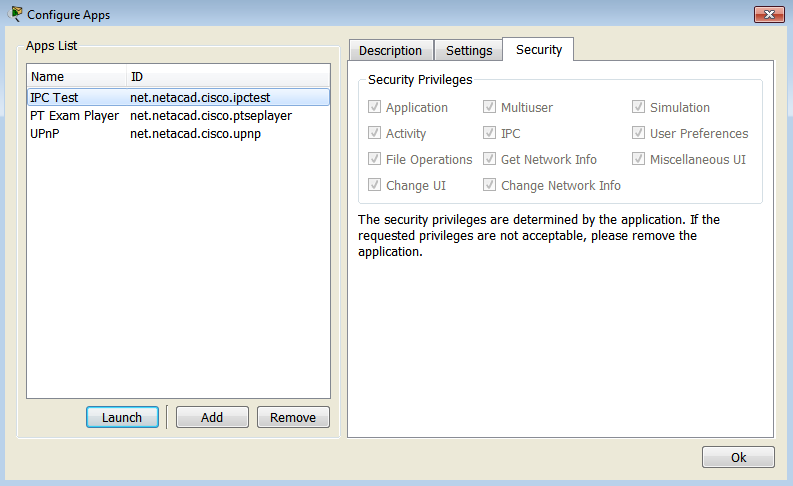 Configure Apps
Apps List
Name ID
IPC Test net.netacad.cisco.ipctest
PT Exam Player net.netacad.cisco.ptseplayer
UPnP net.netacad.cisco.upnp
Launch Add Remove
Description Settings Security
Security Privileges
Application Multiuser Simulation
Activity IPC User Preferences
File Operations Get Network Info Miscellaneous UI
Change UI Change Network Info
The security privileges are determined by the application. If the
requested privileges are not acceptable, please remove the
application.
Ok